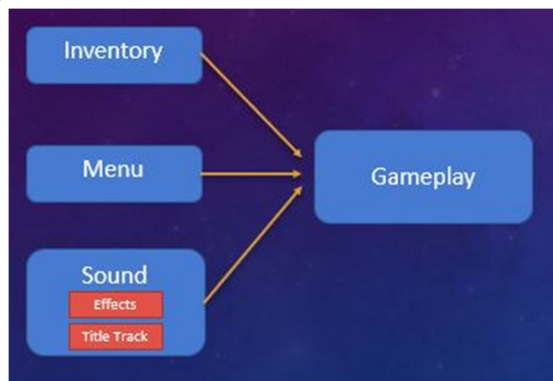 Inventory
Menu
Gameplay
Sound
Effects
Title Track